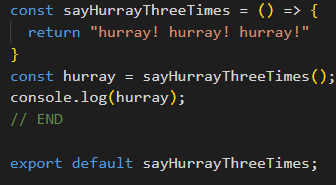 const sayHurrayThreeTimes = () => {
  return "hurray! hurray! hurray!"
}
const hurray = sayHurrayThreeTimes();
console.log(hurray);
// END

export default sayHurrayThreeTimes;